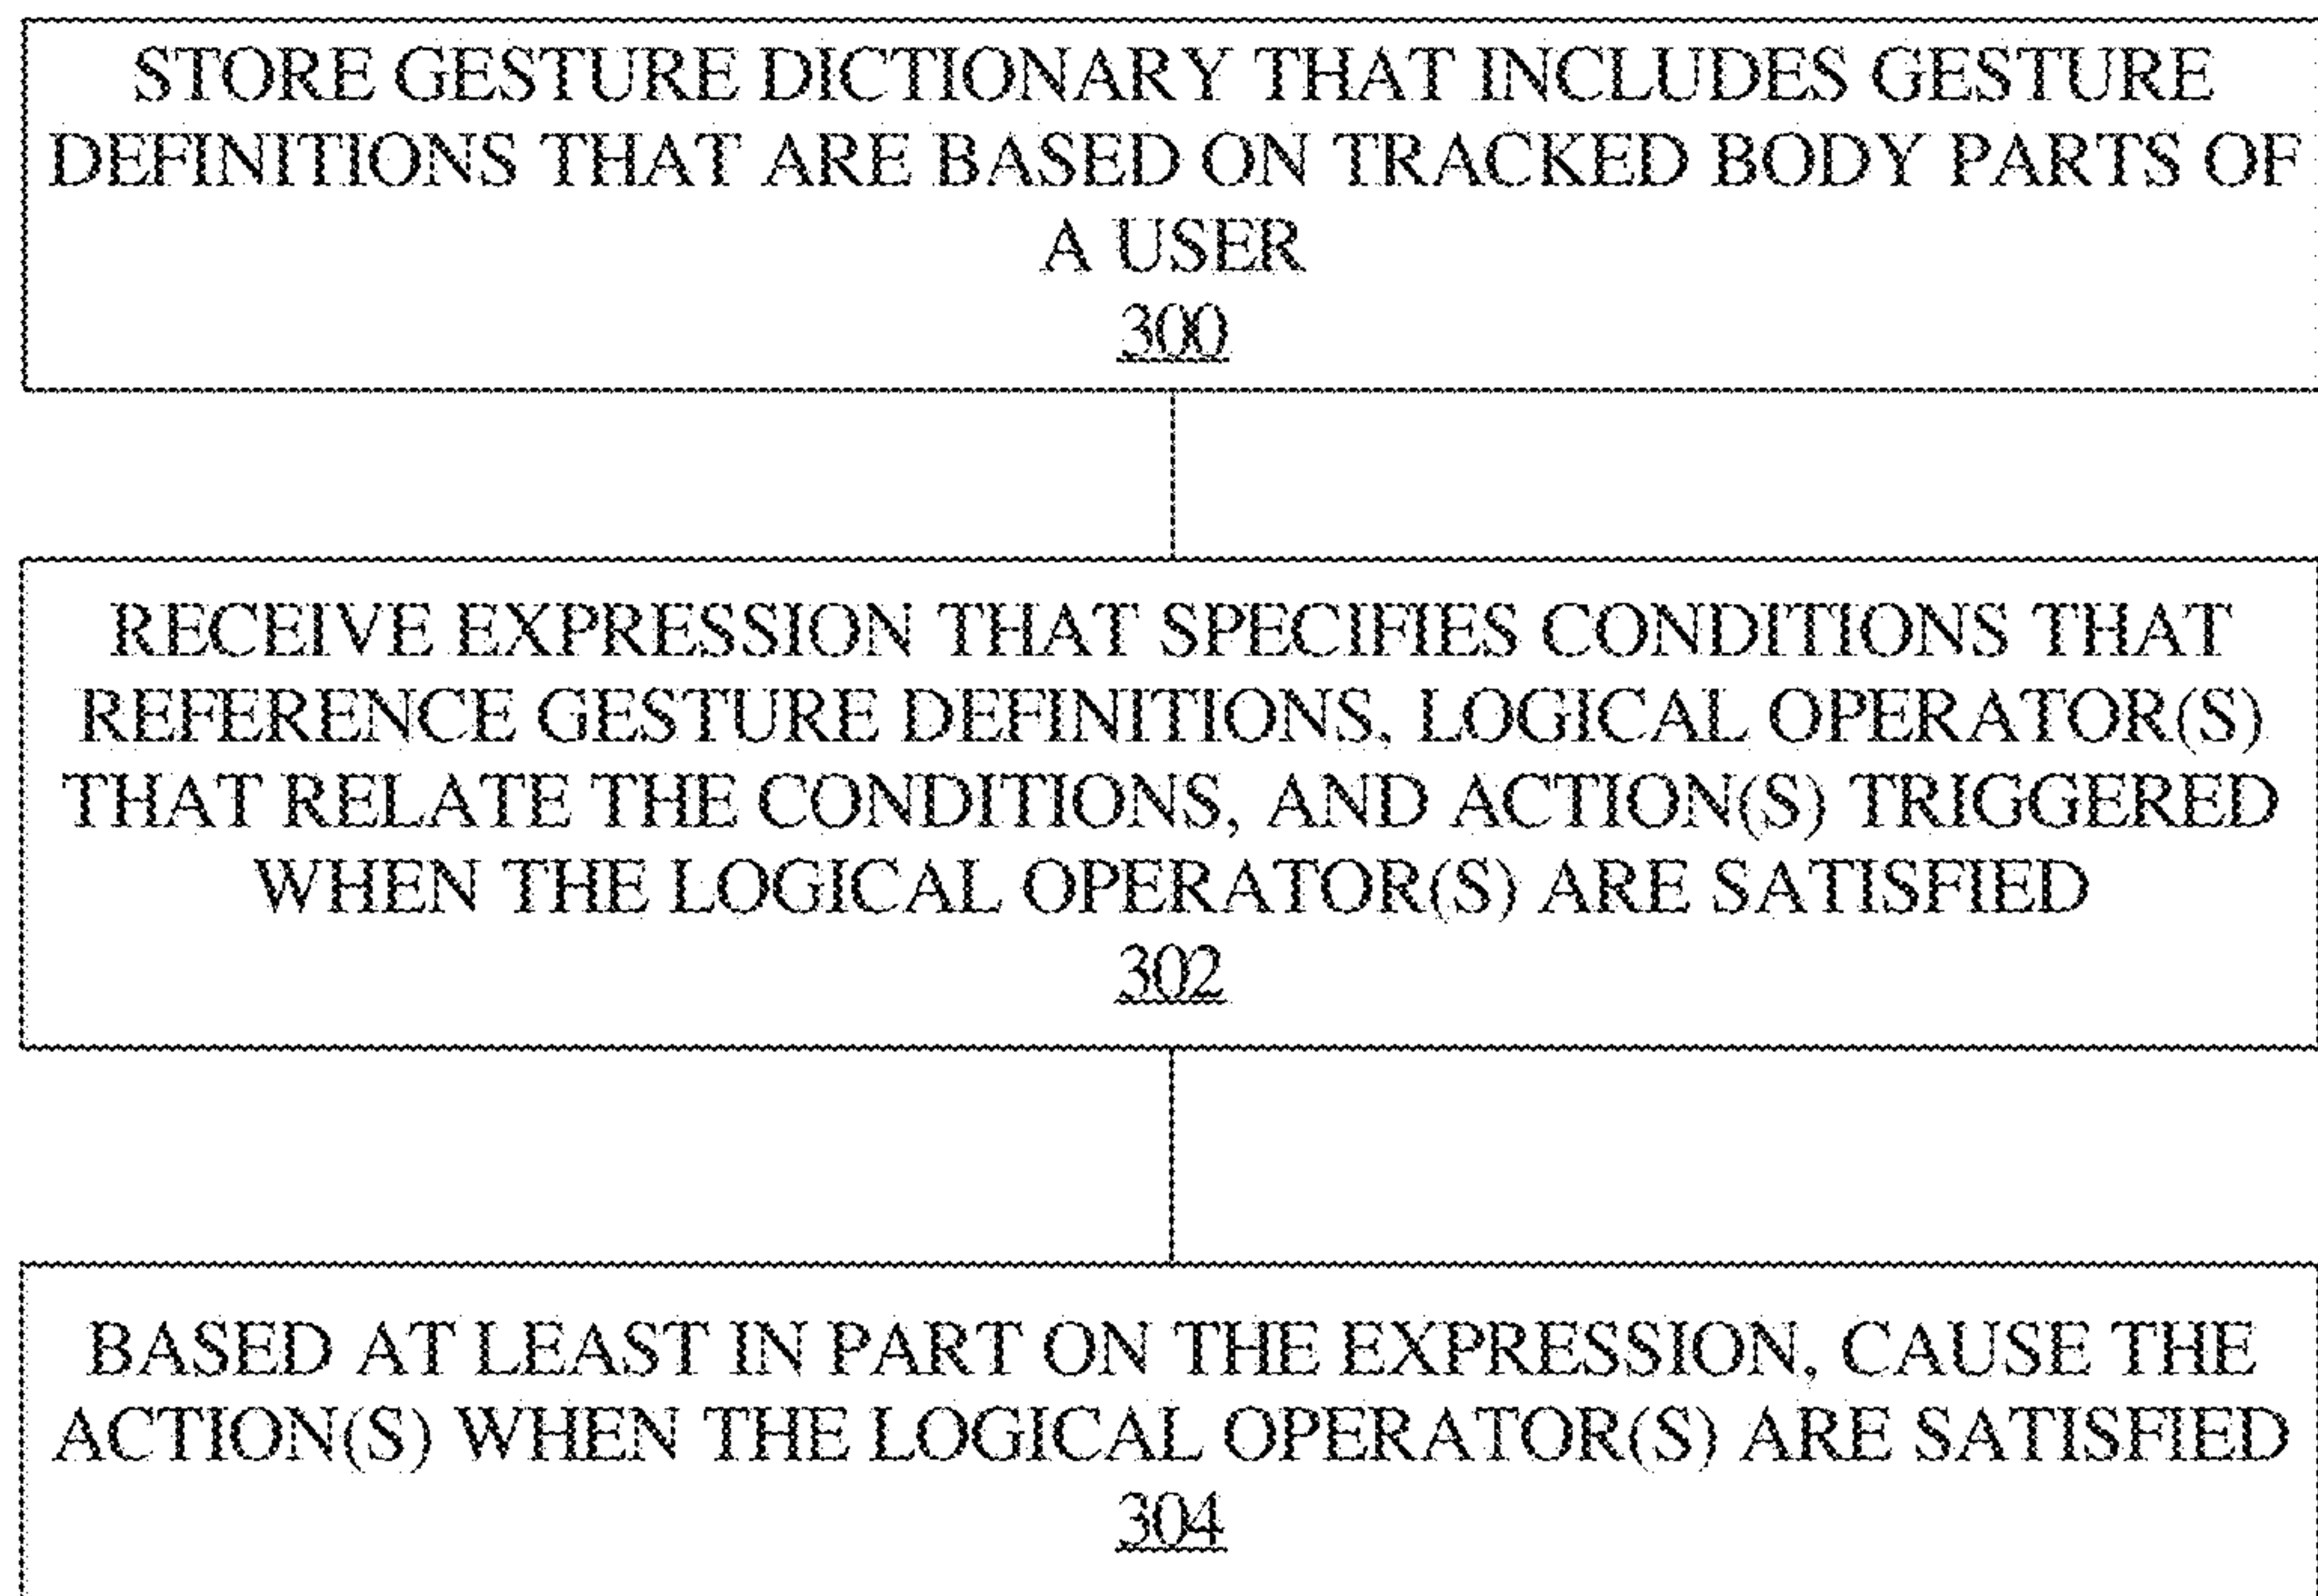 STORE GESTURE DICTIONARY THAT INCLUDES GESTURE
DEFINITIONS THAT ARE BASED ON TRACKED BODY PARTS OF
A USER
300
RECEIVE EXPRESSION THAT SPECIFIES CONDITIONS THAT
REFERENCE GESTURE DEFINITIONS, LOGICAL OPERATOR(S)
THAT RELATE THE CONDITIONS, AND ACTION(S) TRIGGERED
WHEN THE LOGICAL OPERATOR(S) ARE SATISFIED
302
BASED AT LEAST IN PART ON THE EXPRESSION, CAUSE THE
ACTION(S) WHEN THE LOGICAL OPERATOR(S) ARE SATISFIED
304